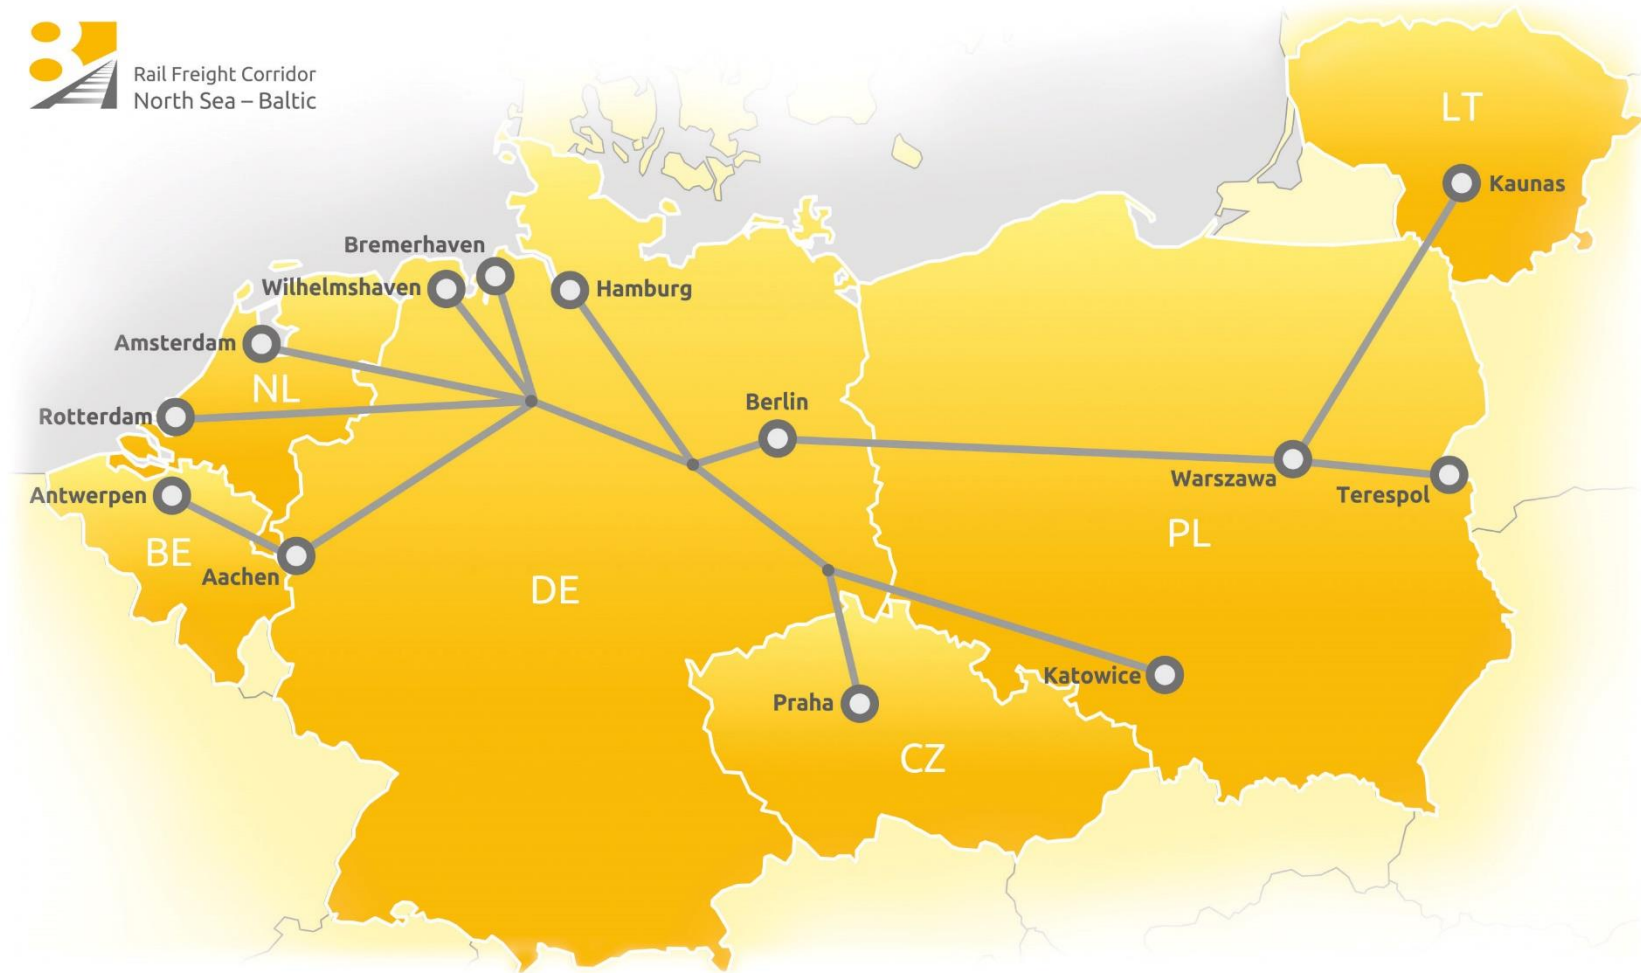 8
Rail Freight Corridor
North Sea – Baltic
LT
Kaunas
Bremerhaven
Wilhelmshaven
Hamburg
Amsterdam
NL
Rotterdam
Berlin
Warszawa
Terespol
Antwerpen
BE
Aachen
DE
PL
Katowice
Praha
CZ